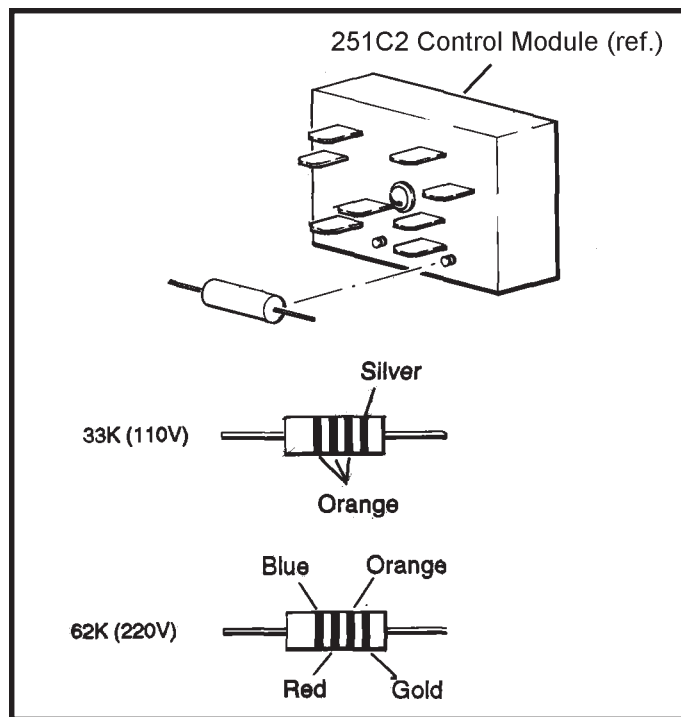 251C2 Control Module (ref.)
Silver
33K (110V)
Orange
Blue Orange
62K (220V)
Red Gold